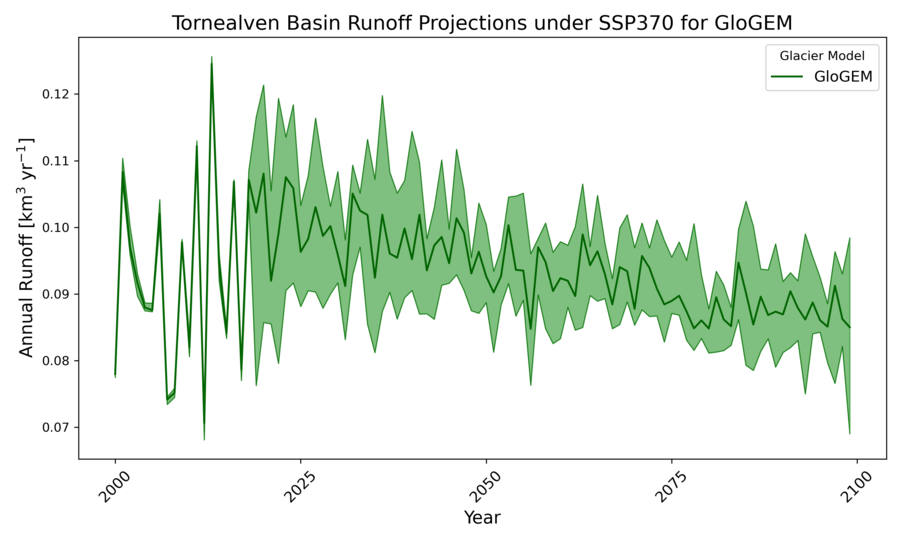 Tornealven Basin Runoff Projections under SSP370 for GloGEM
Glacier Model
GloGEM
Annual Runoff [km³ yr⁻¹]
0.12
0.11
0.10
0.09
0.08
0.07
2000
2025
2050
2075
2100
Year